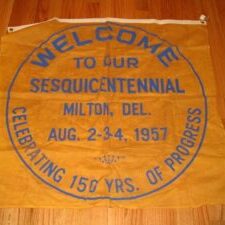 WELCOME
TO OUR
SESQUICENTENNIAL
MILTON, DEL.
AUG. 2-3-4, 1957
CELEBRATING 150 YRS. OF PROGRESS